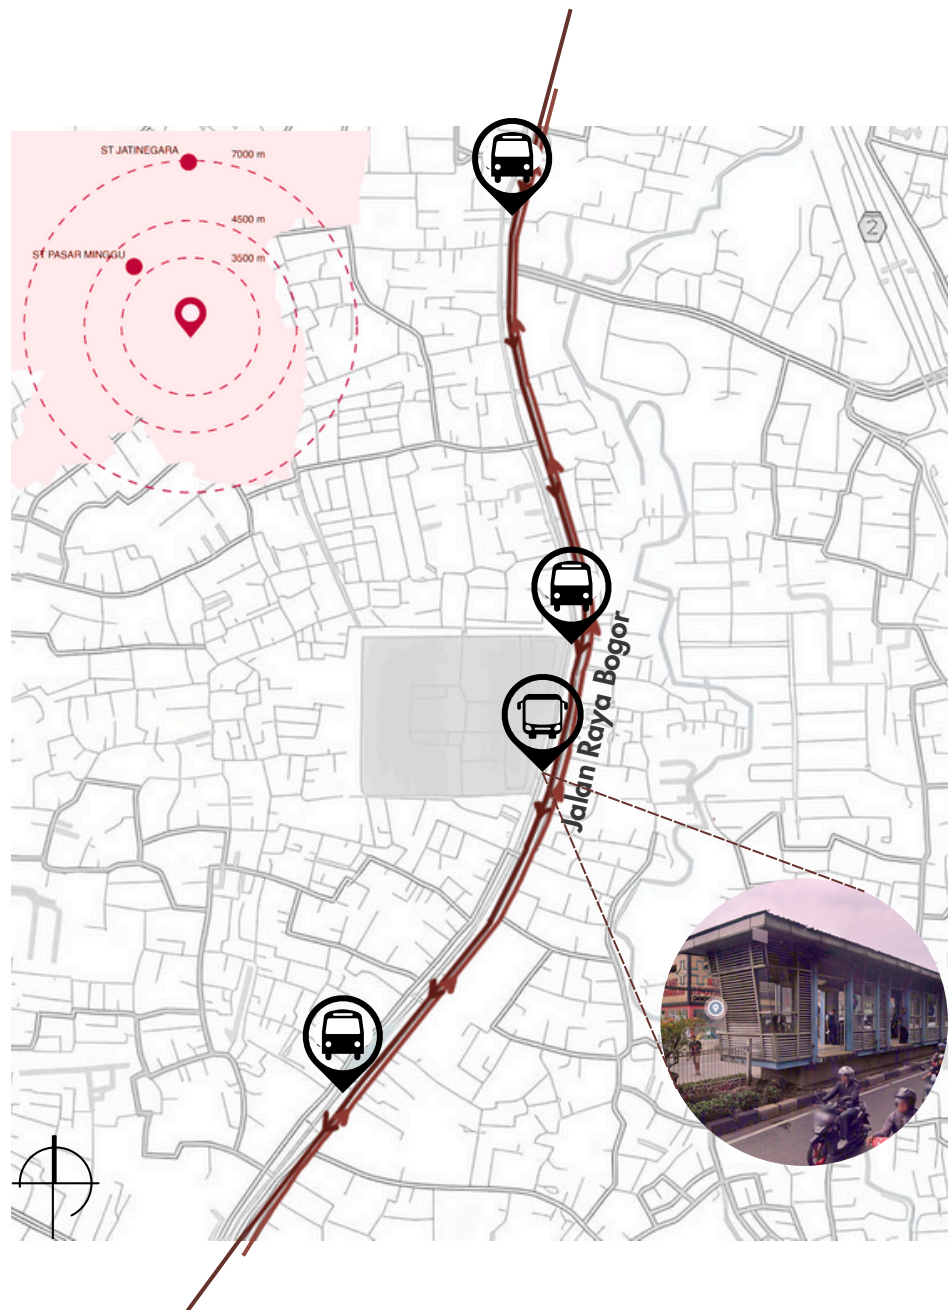 ST JATINEGARA
7000 m
4500 m
ST PASAR MINGGU
3500 m
2
Jalan Raya Bogor